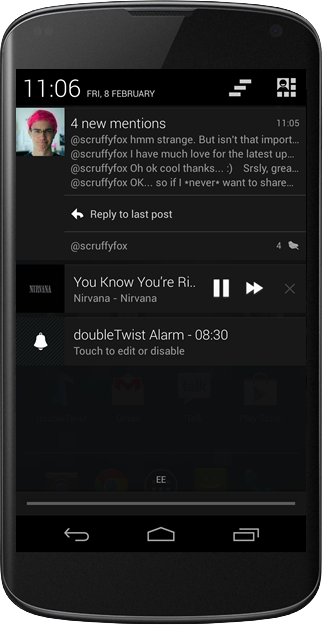 11:06 FRI, 8 FEBRUARY
4 new mentions 11:05
@scruffyfox hmm strange. But isn't that import...
@scruffyfox I have much love for the latest up...
@scruffyfox Oh ok cool thanks... :) Srsly, grea...
@scruffyfox OK... so if I *never* want to share...
Reply to last post
@scruffyfox 4
NIRVANA
You Know You're Ri..
Nirvana - Nirvana
doubleTwist Alarm - 08:30
Touch to edit or disable
EE